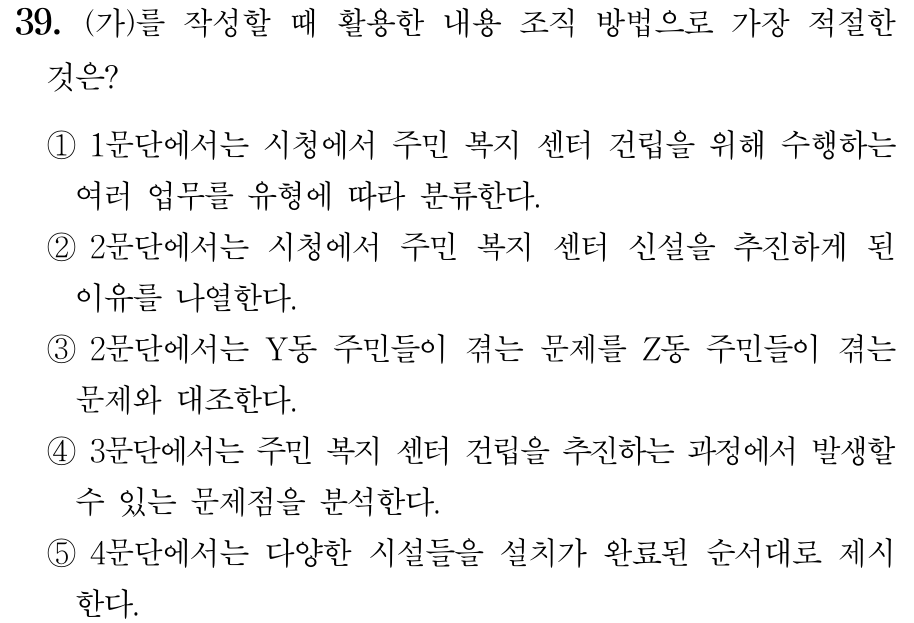 39. (가)를 작성할 때 활용한 내용 조직 방법으로 가장 적절한
것은?
① 1문단에서는 시청에서 주민 복지 센터 건립을 위해 수행하는
여러 업무를 유형에 따라 분류한다.
② 2문단에서는 시청에서 주민 복지 센터 신설을 추진하게 된
이유를 나열한다.
③ 2문단에서는 Y동 주민들이 겪는 문제를 Z동 주민들이 겪는
문제와 대조한다.
④ 3문단에서는 주민 복지 센터 건립을 추진하는 과정에서 발생할
수 있는 문제점을 분석한다.
⑤ 4문단에서는 다양한 시설들을 설치가 완료된 순서대로 제시
한다.